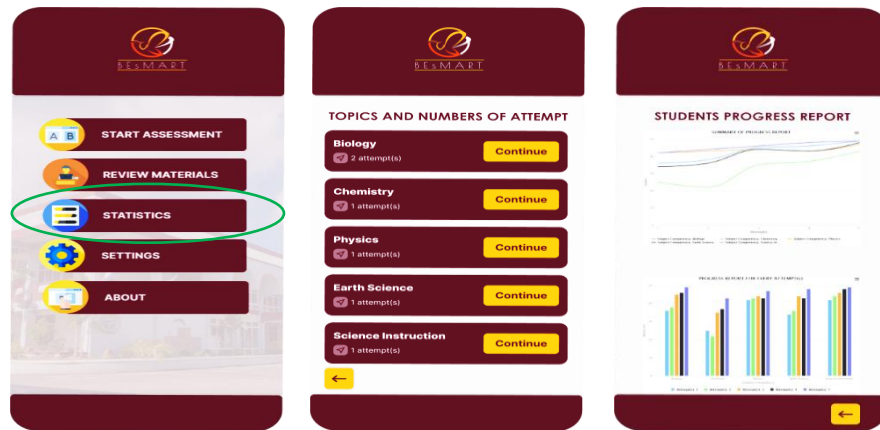 BEsMART
START ASSESSMENT
REVIEW MATERIALS
STATISTICS
SETTINGS
ABOUT
BEsMART
TOPICS AND NUMBERS OF ATTEMPT
Biology
2 attempt(s)
Continue
Chemistry
1 attempt(s)
Continue
Physics
1 attempt(s)
Continue
Earth Science
1 attempt(s)
Continue
Science Instruction
1 attempt(s)
Continue
BEsMART
STUDENTS PROGRESS REPORT
SUMMARY OF PROGRESS REPORT
PROGRESS REPORT FOR EVERY ATTEMPTS